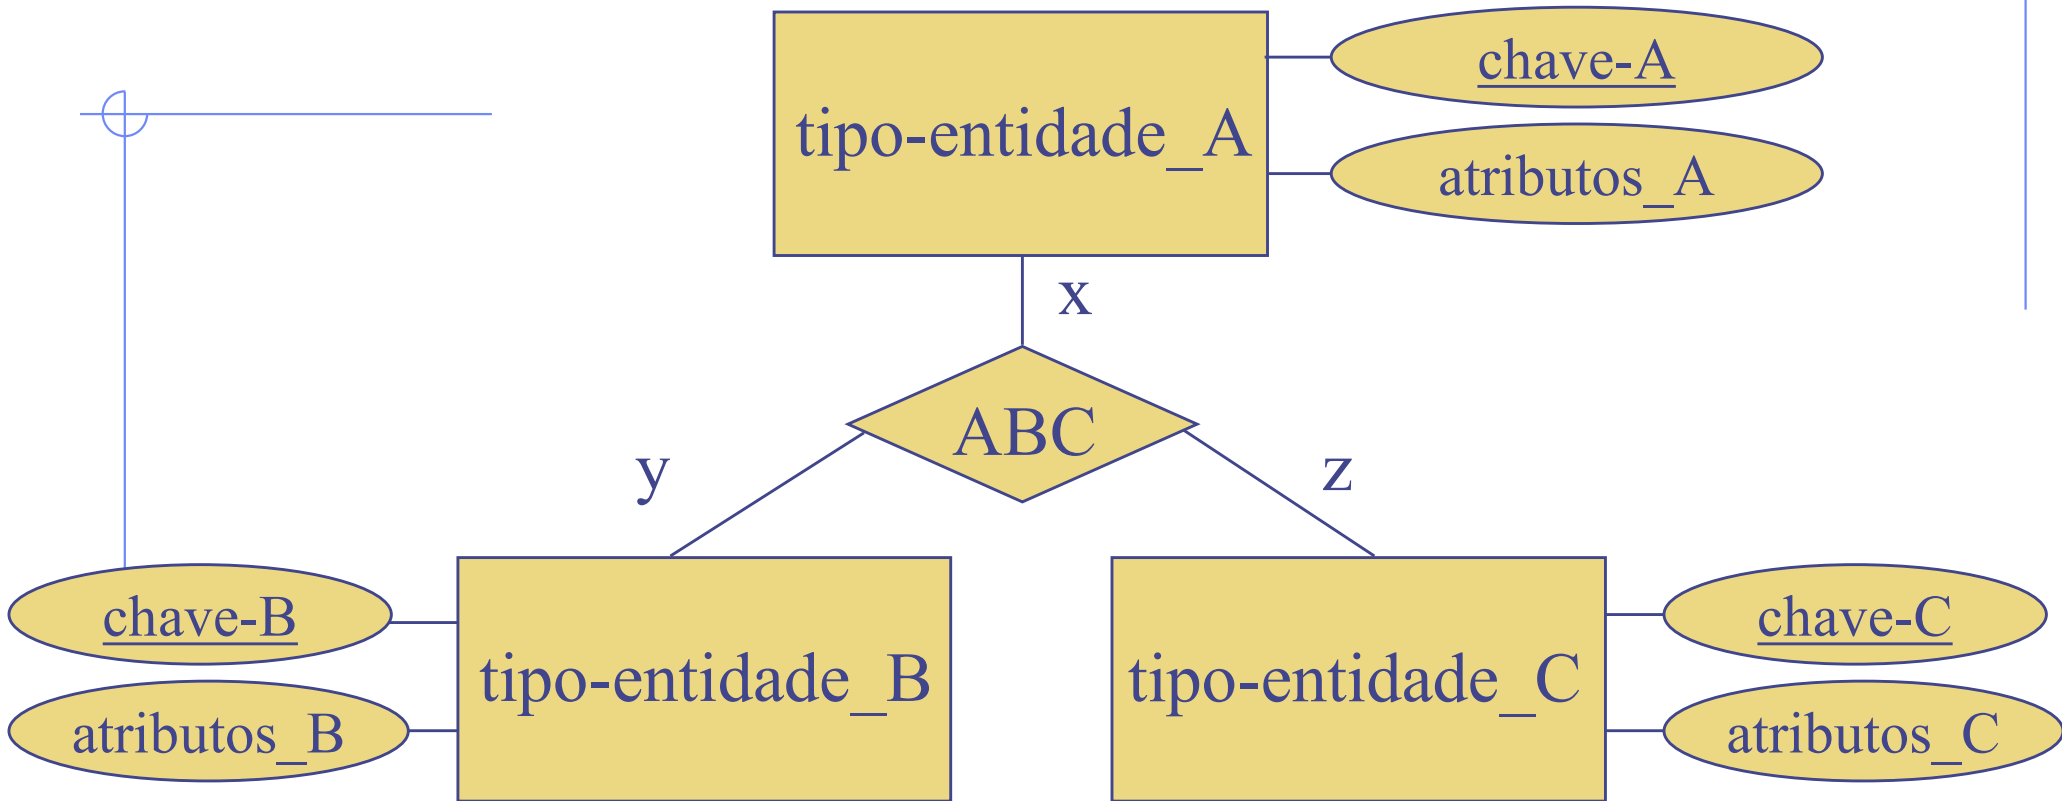 chave-A
tipo-entidade_A
atributos_A
x
ABC
y
z
chave-B
tipo-entidade_B
atributos_B
chave-C
tipo-entidade_C
atributos_C